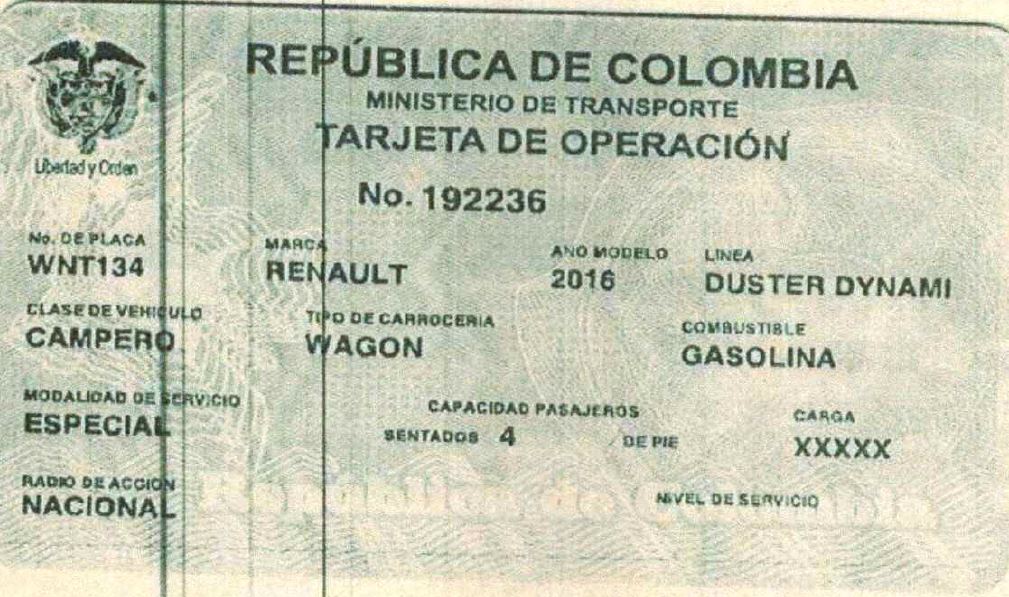 REPÚBLICA DE COLOMBIA
MINISTERIO DE TRANSPORTE
TARJETA DE OPERACIÓN
Libertad y Orden
No. 192236
No. DE PLACA MARCA ANO MODELO LINEA
WNT134 RENAULT 2016 DUSTER DYNAMI
CLASE DE VEHICULO TIPO DE CARROCERIA COMBUSTIBLE
CAMPERO WAGON GASOLINA
MODALIDAD DE SERVICIO CAPACIDAD PASAJEROS CARGA
ESPECIAL SENTADOS 4 DE PIE XXXXX
RADIO DE ACCION NIVEL DE SERVICIO
NACIONAL